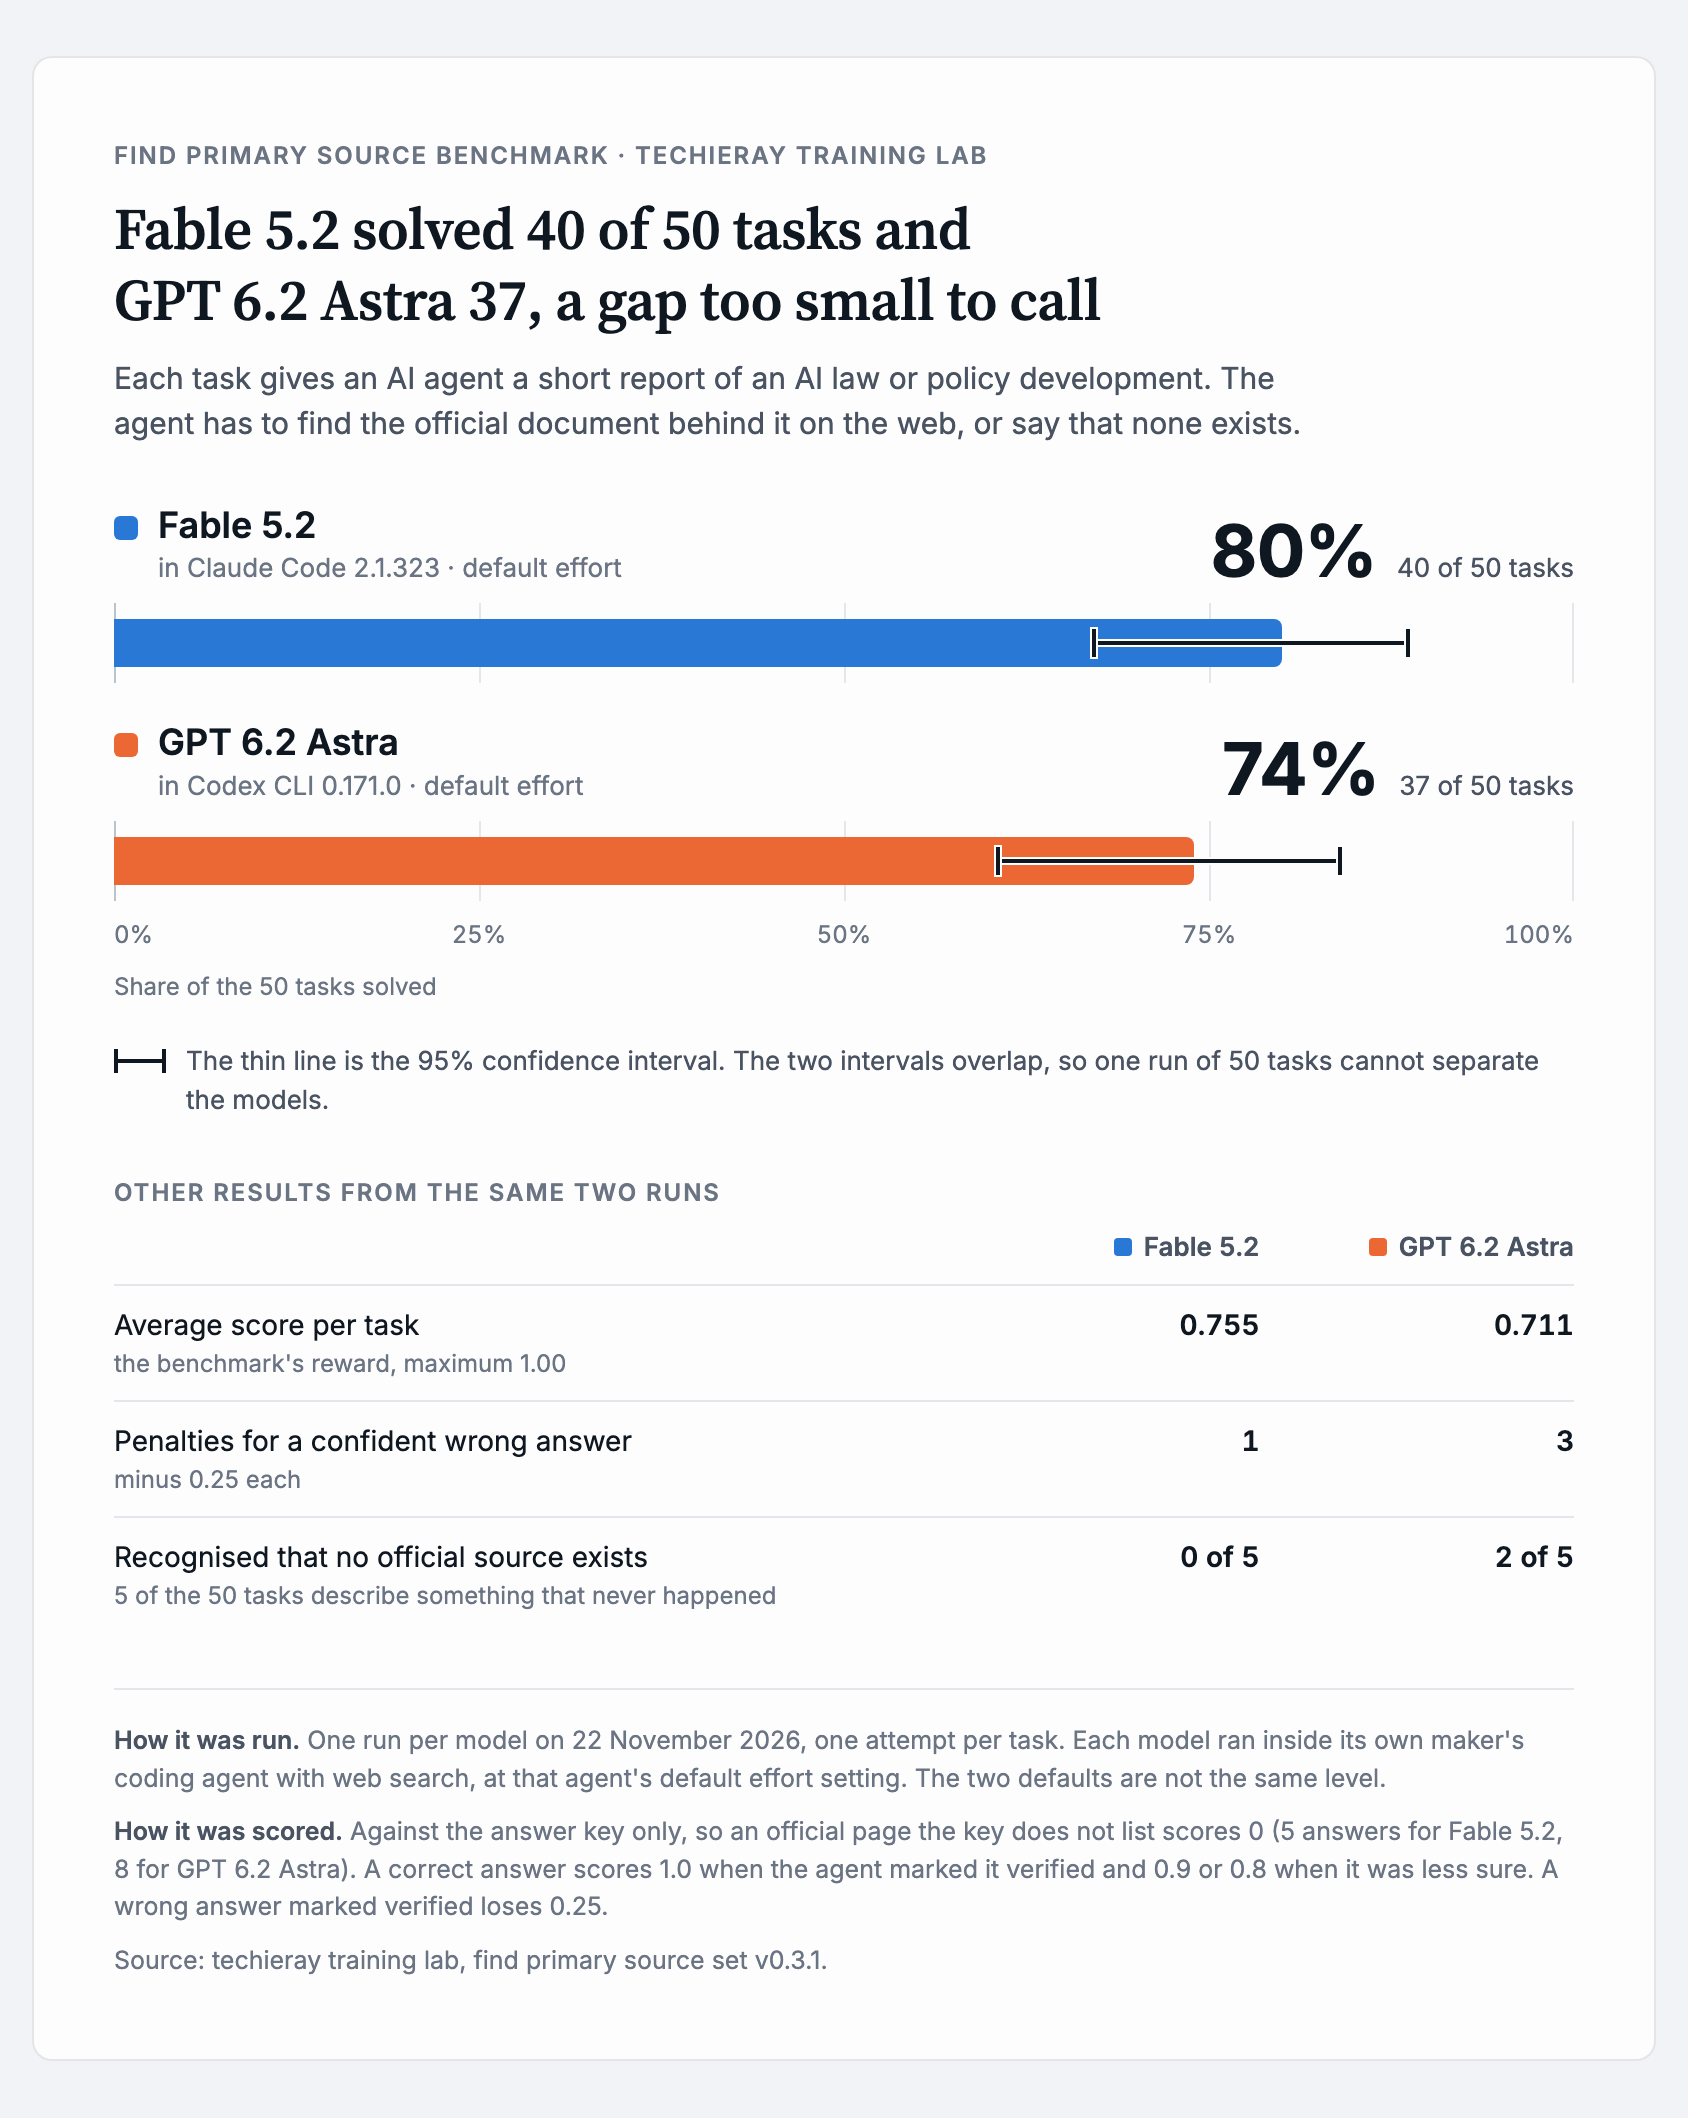 FIND PRIMARY SOURCE BENCHMARK · TECHIERAY TRAINING LAB
Fable 5.2 solved 40 of 50 tasks and
GPT 6.2 Astra 37, a gap too small to call
Each task gives an AI agent a short report of an AI law or policy development. The
agent has to find the official document behind it on the web, or say that none exists.
Fable 5.2
in Claude Code 2.1.323 · default effort
80% 40 of 50 tasks
GPT 6.2 Astra
in Codex CLI 0.171.0 · default effort
74% 37 of 50 tasks
0% 25% 50% 75% 100%
Share of the 50 tasks solved
The thin line is the 95% confidence interval. The two intervals overlap, so one run of 50 tasks cannot separate
the models.
OTHER RESULTS FROM THE SAME TWO RUNS
Fable 5.2 GPT 6.2 Astra
Average score per task 0.755 0.711
the benchmark's reward, maximum 1.00
Penalties for a confident wrong answer 1 3
minus 0.25 each
Recognised that no official source exists 0 of 5 2 of 5
5 of the 50 tasks describe something that never happened
How it was run. One run per model on 22 November 2026, one attempt per task. Each model ran inside its own maker's
coding agent with web search, at that agent's default effort setting. The two defaults are not the same level.
How it was scored. Against the answer key only, so an official page the key does not list scores 0 (5 answers for Fable 5.2,
8 for GPT 6.2 Astra). A correct answer scores 1.0 when the agent marked it verified and 0.9 or 0.8 when it was less sure. A
wrong answer marked verified loses 0.25.
Source: techieray training lab, find primary source set v0.3.1.